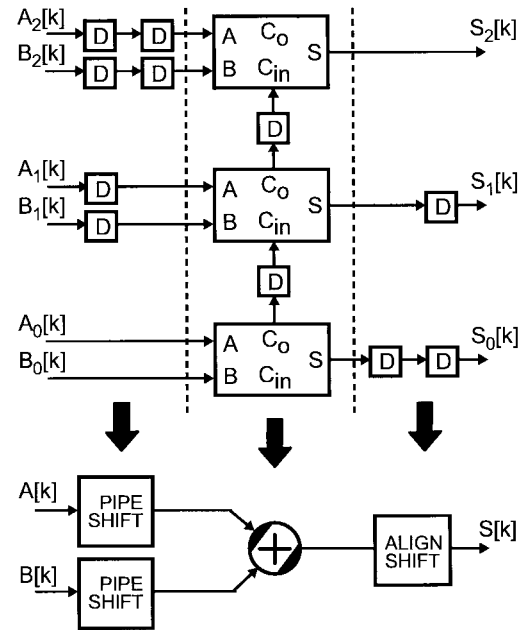 A₂[k] D D A Cₒ S S₂[k]
B₂[k] D D B Cᵢₙ
D
A₁[k] D A Cₒ S D S₁[k]
B₁[k] D B Cᵢₙ
D
A₀[k] A Cₒ S D D S₀[k]
B₀[k] B Cᵢₙ
A[k] PIPE SHIFT
+ ALIGN SHIFT S[k]
B[k] PIPE SHIFT